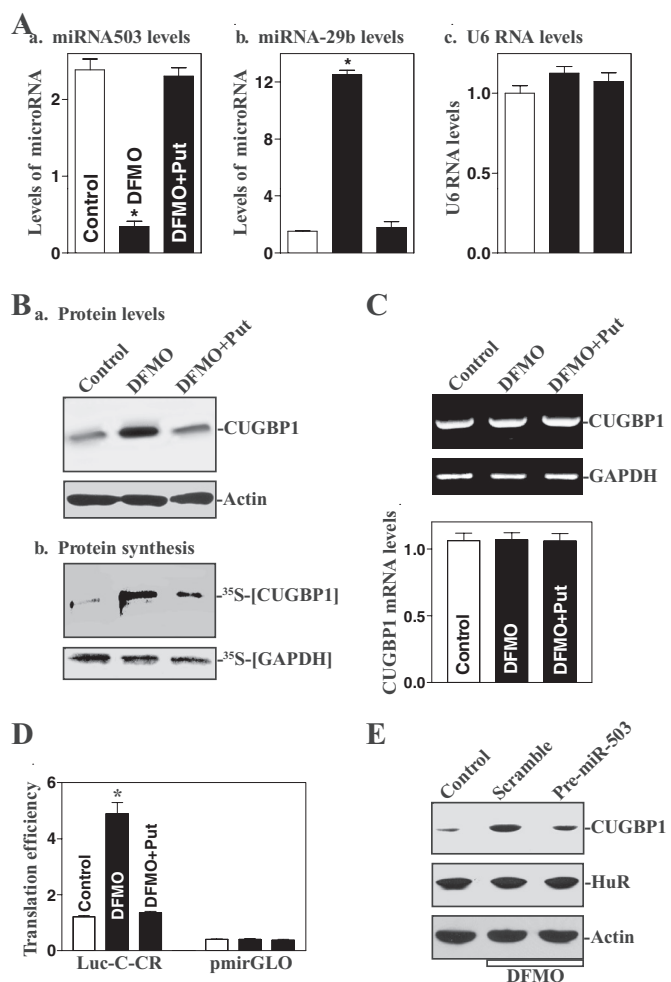 A
a. miRNA503 levels
b. miRNA-29b levels
c. U6 RNA levels
Levels of microRNA
2
1
0
Control
* DFMO
DFMO+Put
Levels of microRNA
12
8
4
0
*
U6 RNA levels
1.0
0.5
0.0
B
a. Protein levels
Control
DFMO
DFMO+Put
-CUGBP1
-Actin
b. Protein synthesis
-³⁵S-[CUGBP1]
-³⁵S-[GAPDH]
C
Control
DFMO
DFMO+Put
-CUGBP1
-GAPDH
CUGBP1 mRNA levels
1.0
0.5
0.0
Control
DFMO
DFMO+Put
D
Translation efficiency
6
4
2
0
Control
*
DFMO
DFMO+Put
Luc-C-CR
pmirGLO
E
Control
Scramble
Pre-miR-503
-CUGBP1
-HuR
-Actin
DFMO